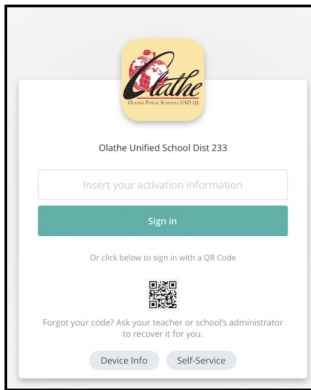 Olathe
OLATHE PUBLIC SCHOOLS USD 233
Olathe Unified School Dist 233
Insert your activation information
Sign in
Or click below to sign in with a QR Code
Forgot your code? Ask your teacher or school's administrator
to recover it for you.
Device Info Self-Service